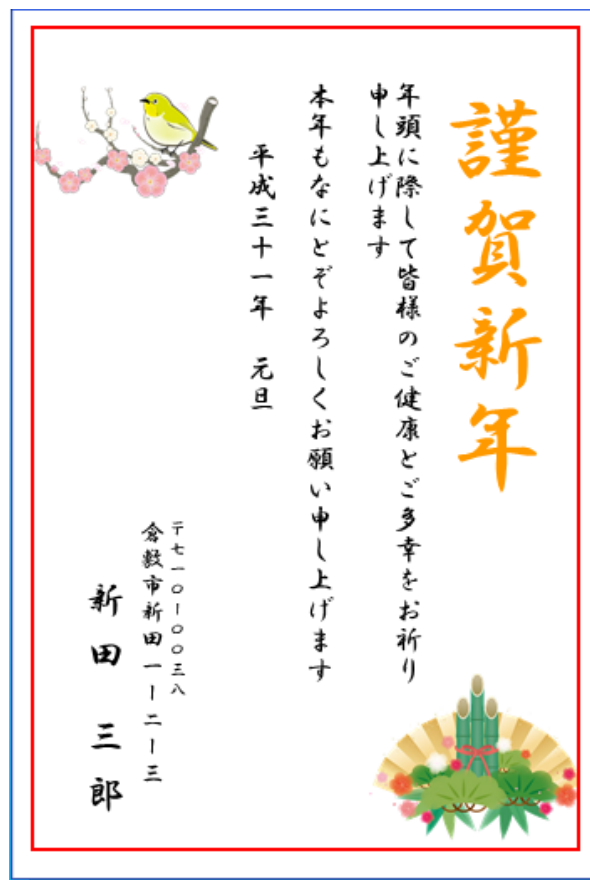 謹賀新年
年頭に際して皆様のご健康とご多幸をお祈り
申し上げます
本年もなにとぞよろしくお願い申し上げます
平成三十一年　元旦
〒七一〇ー〇〇三八
倉敷市新田一ー二ー三
新田　三郎